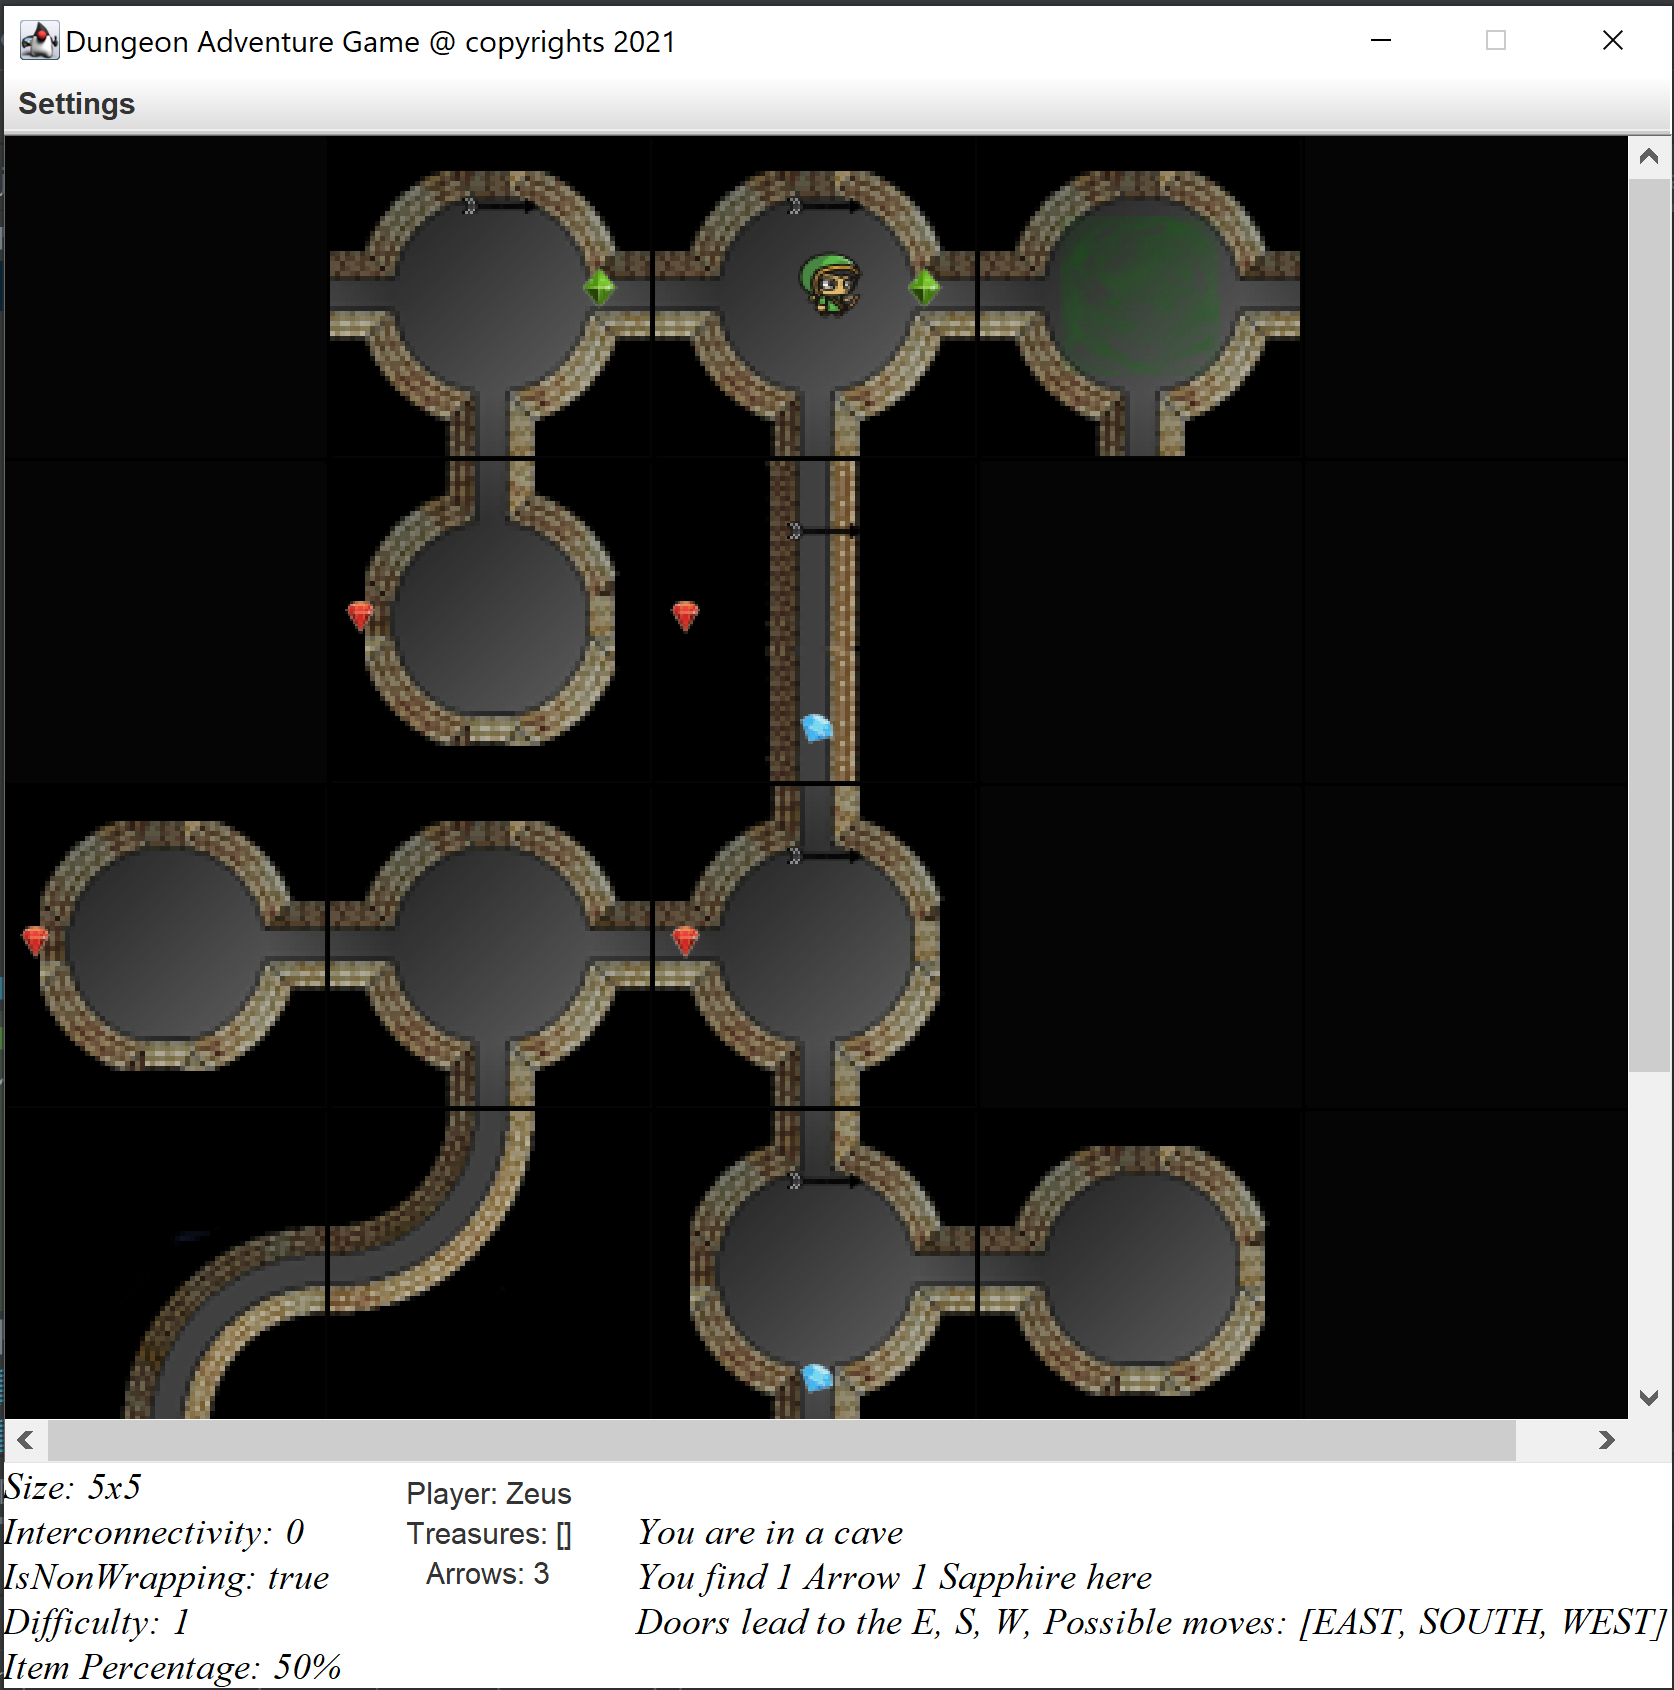 Dungeon Adventure Game @ copyrights 2021
Settings
Size: 5x5
Interconnectivity: 0
IsNonWrapping: true
Difficulty: 1
Item Percentage: 50%
Player: Zeus
Treasures: []
Arrows: 3
You are in a cave
You find 1 Arrow 1 Sapphire here
Doors lead to the E, S, W, Possible moves: [EAST, SOUTH, WEST]